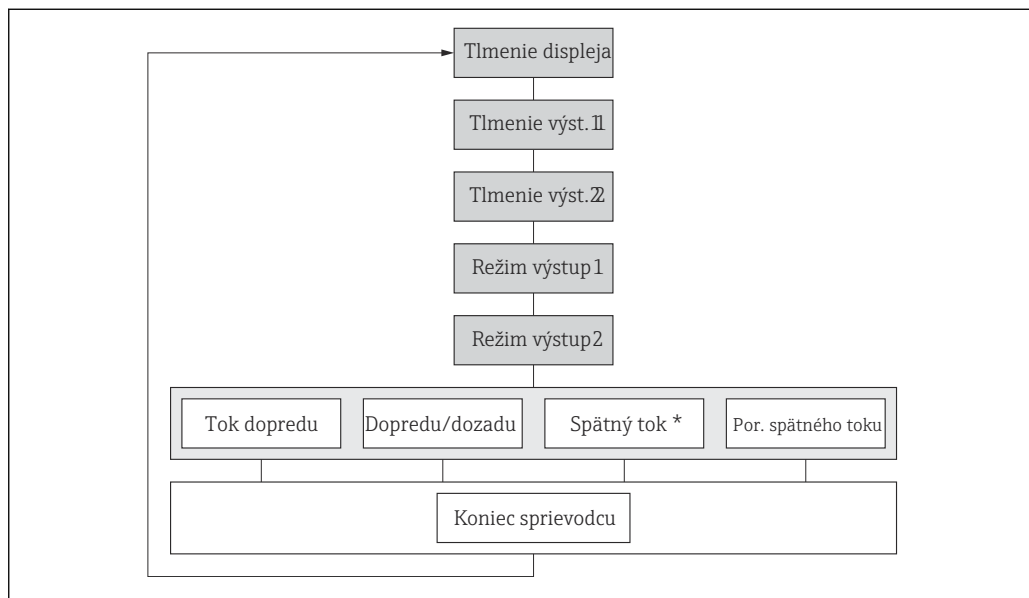 Tlmenie displeja
Tlmenie výst. 1
Tlmenie výst. 2
Režim výstup 1
Režim výstup 2
Tok dopredu
Dopredu/dozadu
Spätný tok *
Por. spätného toku
Koniec sprievodcu